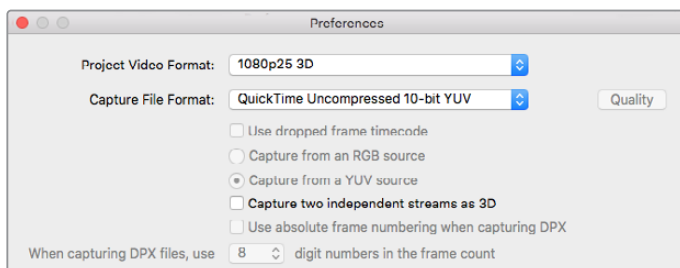 Preferences
Project Video Format: 1080p25 3D
Capture File Format: QuickTime Uncompressed 10-bit YUV Quality
Use dropped frame timecode
Capture from an RGB source
Capture from a YUV source
Capture two independent streams as 3D
Use absolute frame numbering when capturing DPX
When capturing DPX files, use 8 digit numbers in the frame count